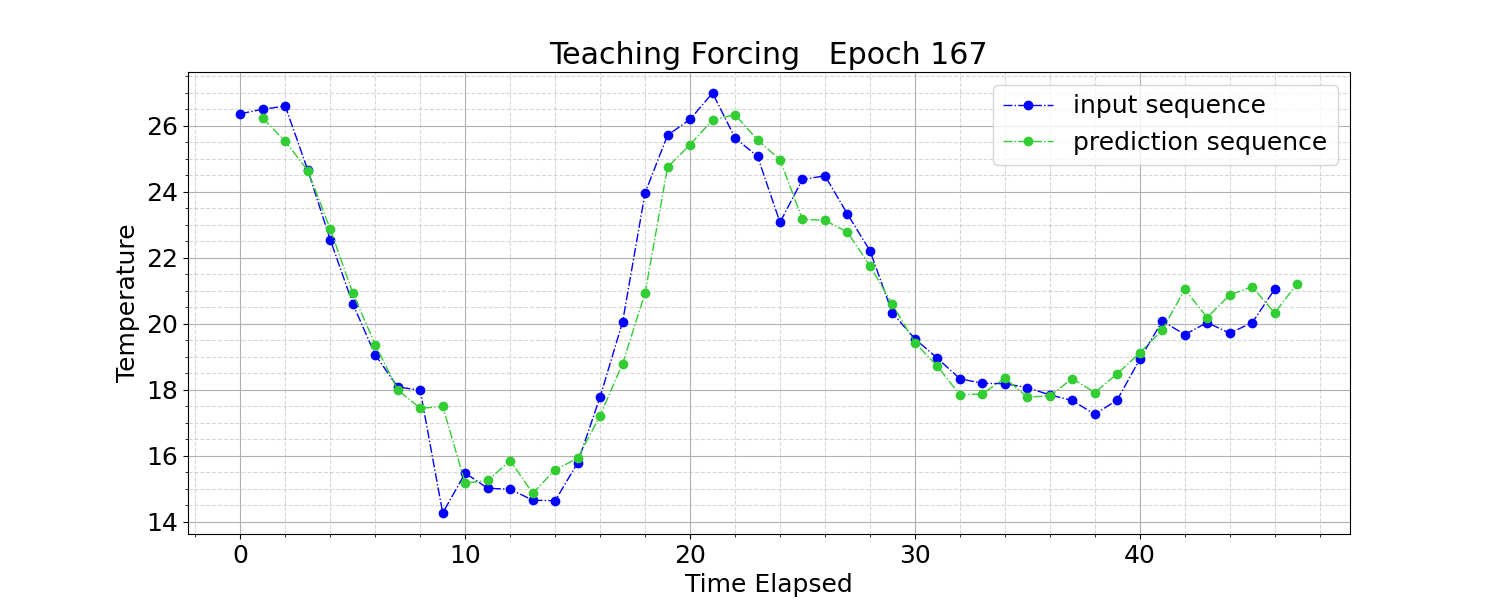 Teaching Forcing   Epoch 167
input sequence
prediction sequence
Temperature
26
24
22
20
18
16
14
0 10 20 30 40
Time Elapsed